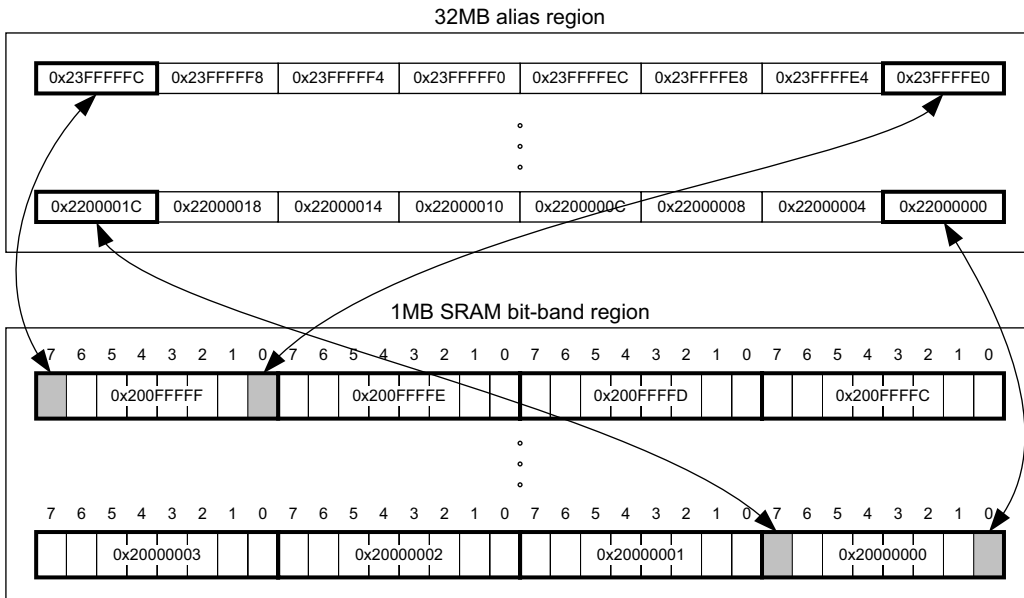 32MB alias region
0x23FFFFFC 0x23FFFFF8 0x23FFFFF4 0x23FFFFF0 0x23FFFFEC 0x23FFFFE8 0x23FFFFE4 0x23FFFFE0
0x2200001C 0x22000018 0x22000014 0x22000010 0x2200000C 0x22000008 0x22000004 0x22000000
1MB SRAM bit-band region
7 6 5 4 3 2 1 0 7 6 5 4 3 2 1 0 7 6 5 4 3 2 1 0 7 6 5 4 3 2 1 0
0x200FFFFF 0x200FFFFE 0x200FFFFD 0x200FFFFC
7 6 5 4 3 2 1 0 7 6 5 4 3 2 1 0 7 6 5 4 3 2 1 0 7 6 5 4 3 2 1 0
0x20000003 0x20000002 0x20000001 0x20000000